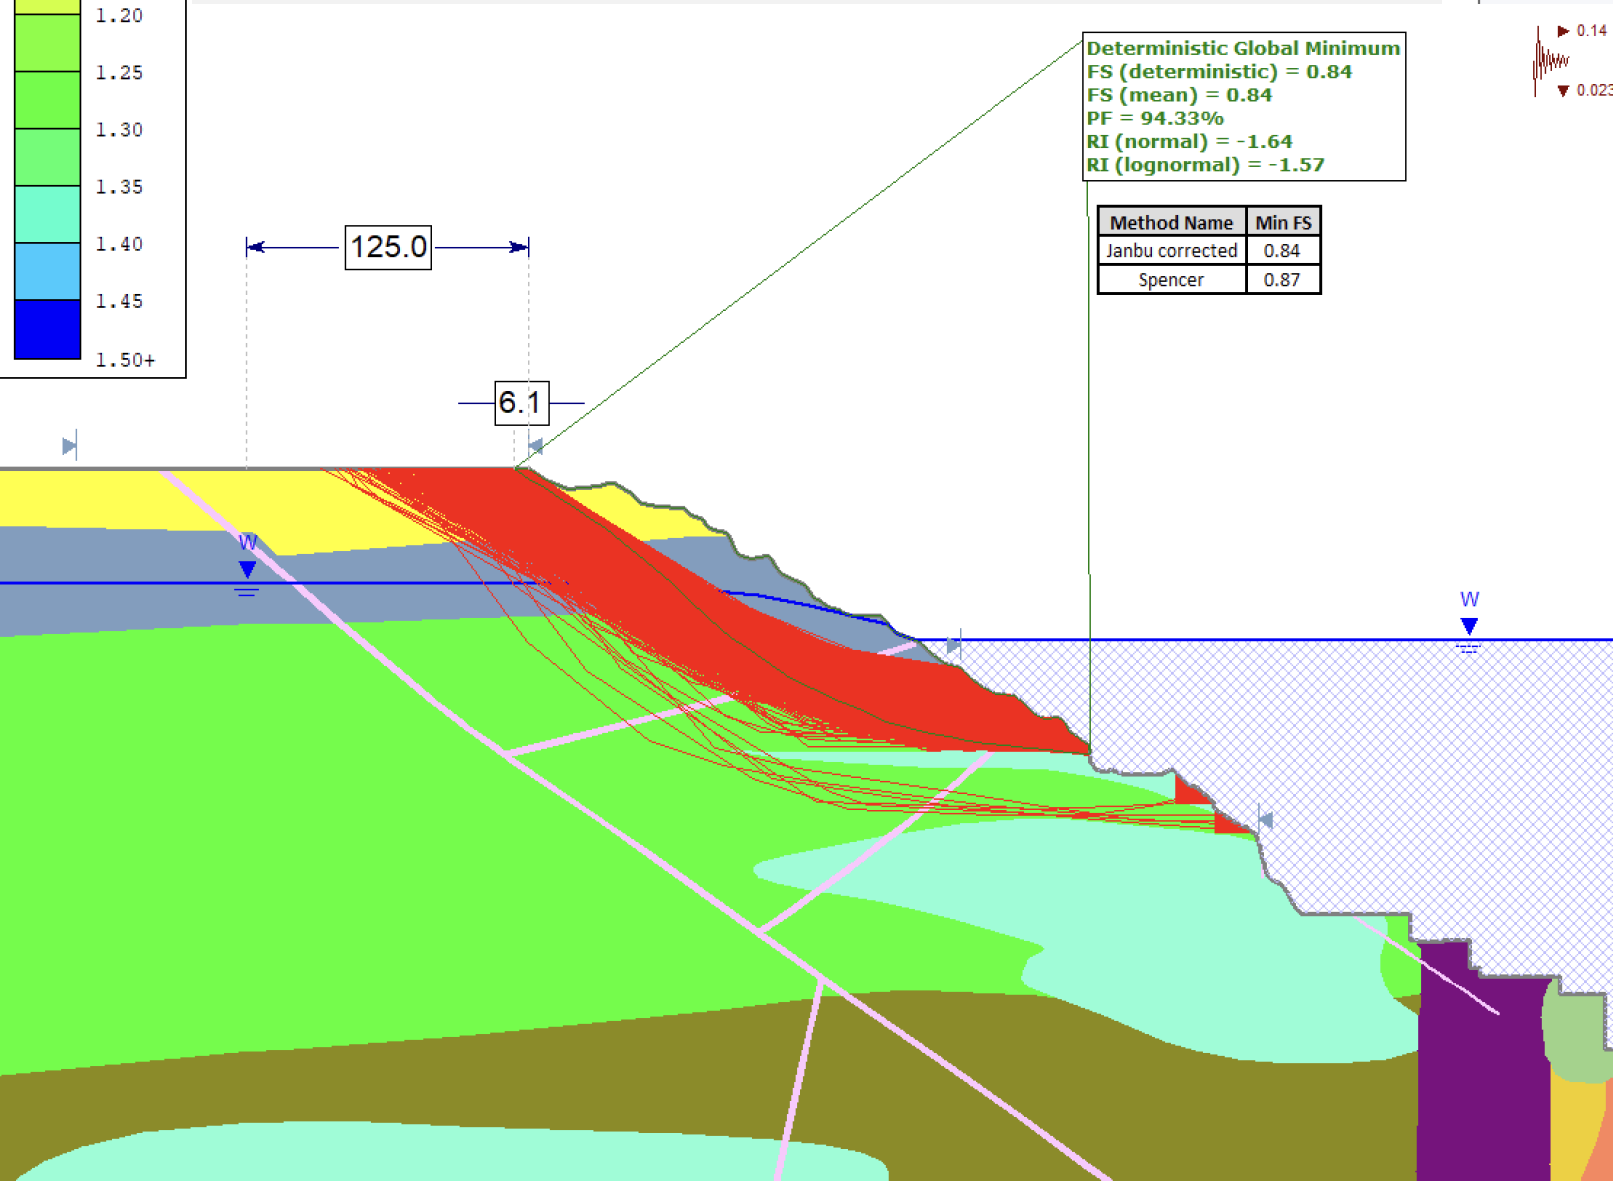 1.20
1.25
1.30
1.35
1.40
1.45
1.50+
Deterministic Global Minimum
FS (deterministic) = 0.84
FS (mean) = 0.84
PF = 94.33%
RI (normal) = -1.64
RI (lognormal) = -1.57
0.14
0.023
Method Name Min FS
Janbu corrected 0.84
Spencer 0.87
125.0
6.1
W
W